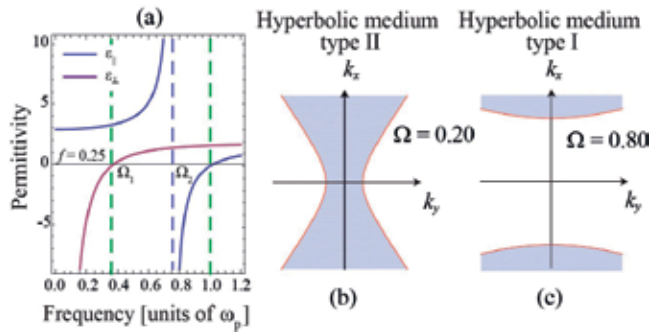 (a)
Hyperbolic medium
type II
Hyperbolic medium
type I
10
5
0
-5
ε||
ε⊥
f = 0.25
Ω1
Ω2
Permittivity
0.0 0.2 0.4 0.6 0.8 1.0 1.2
Frequency [units of ωp]
kx
Ω = 0.20
ky
(b)
kx
Ω = 0.80
ky
(c)